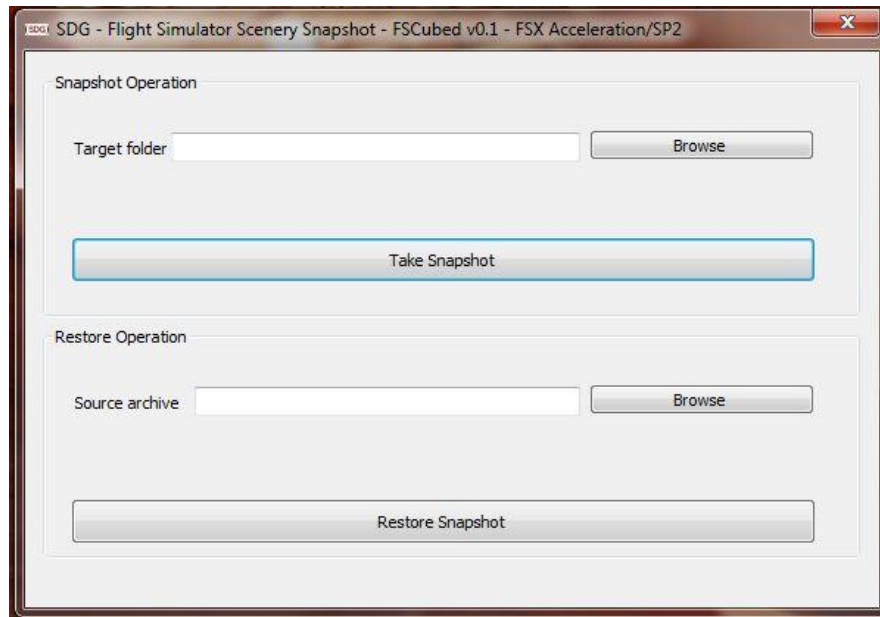 SDG SDG - Flight Simulator Scenery Snapshot - FSCubed v0.1 - FSX Acceleration/SP2
Snapshot Operation
Target folder Browse
Take Snapshot
Restore Operation
Source archive Browse
Restore Snapshot